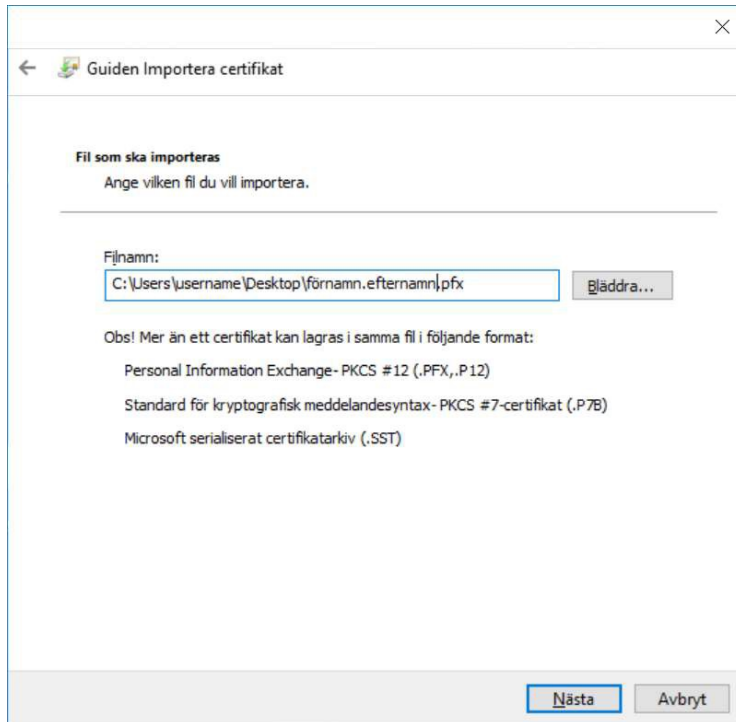 Guiden Importera certifikat
Fil som ska importeras
Ange vilken fil du vill importera.
Filnamn:
C:\Users\username\Desktop\förnamn.efternamn.pfx
Bläddra...
Obs! Mer än ett certifikat kan lagras i samma fil i följande format:
Personal Information Exchange- PKCS #12 (.PFX,.P12)
Standard för kryptografisk meddelandesyntax- PKCS #7-certifikat (.P7B)
Microsoft serialiserat certifikatarkiv (.SST)
Nästa
Avbryt